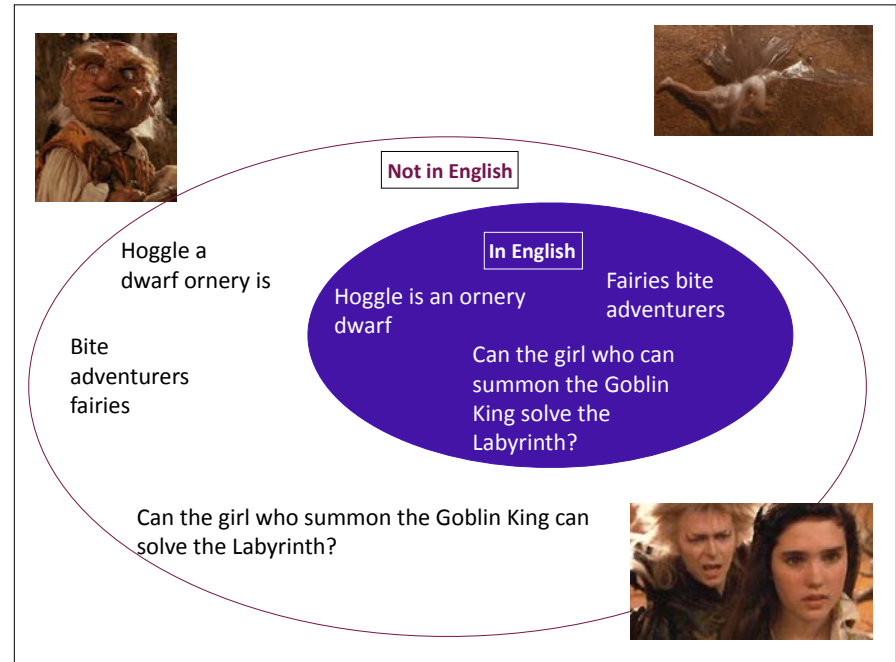 Not in English
In English
Hoggle a
dwarf ornery is
Hoggle is an ornery
dwarf
Fairies bite
adventurers
Bite
adventurers
fairies
Can the girl who can
summon the Goblin
King solve the
Labyrinth?
Can the girl who summon the Goblin King can
solve the Labyrinth?